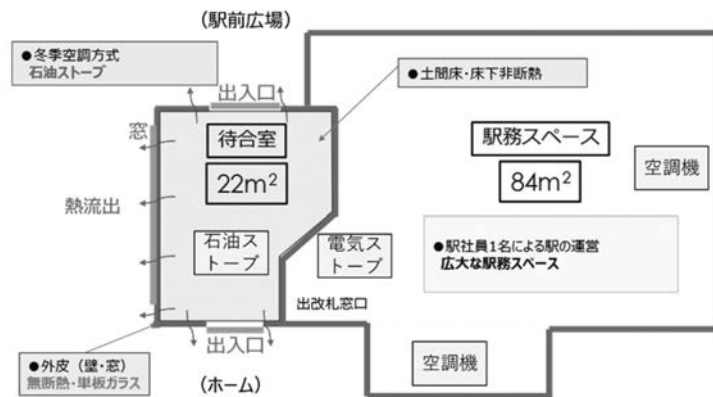 （駅前広場）
●冬季空調方式
石油ストーブ
出入口
●土間床・床下非断熱
窓
待合室
22m²
駅務スペース
84m²
空調機
熱流出
石油ス
トーブ
電気ス
トーブ
●駅社員1名による駅の運営
広大な駅務スペース
出改札窓口
出入口
●外皮（壁・窓）
無断熱・単板ガラス
（ホーム）
空調機